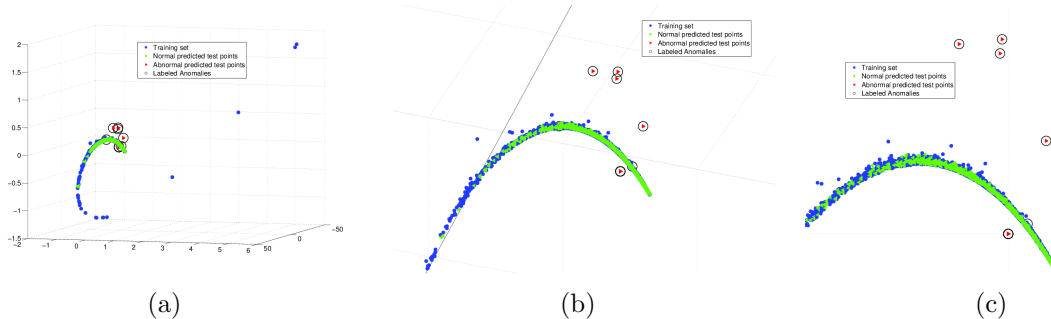 2
1.5
1
0.5
0
−0.5
−1
−1.5
−2 −1 0 1 2 3 4 5 6
50 0 −50
Training set
Normal predicted test points
Abnormal predicted test points
Labeled Anomalies
(a)
Training set
Normal predicted test points
Abnormal predicted test points
Labeled Anomalies
(b)
Training set
Normal predicted test points
Abnormal predicted test points
Labeled Anomalies
(c)